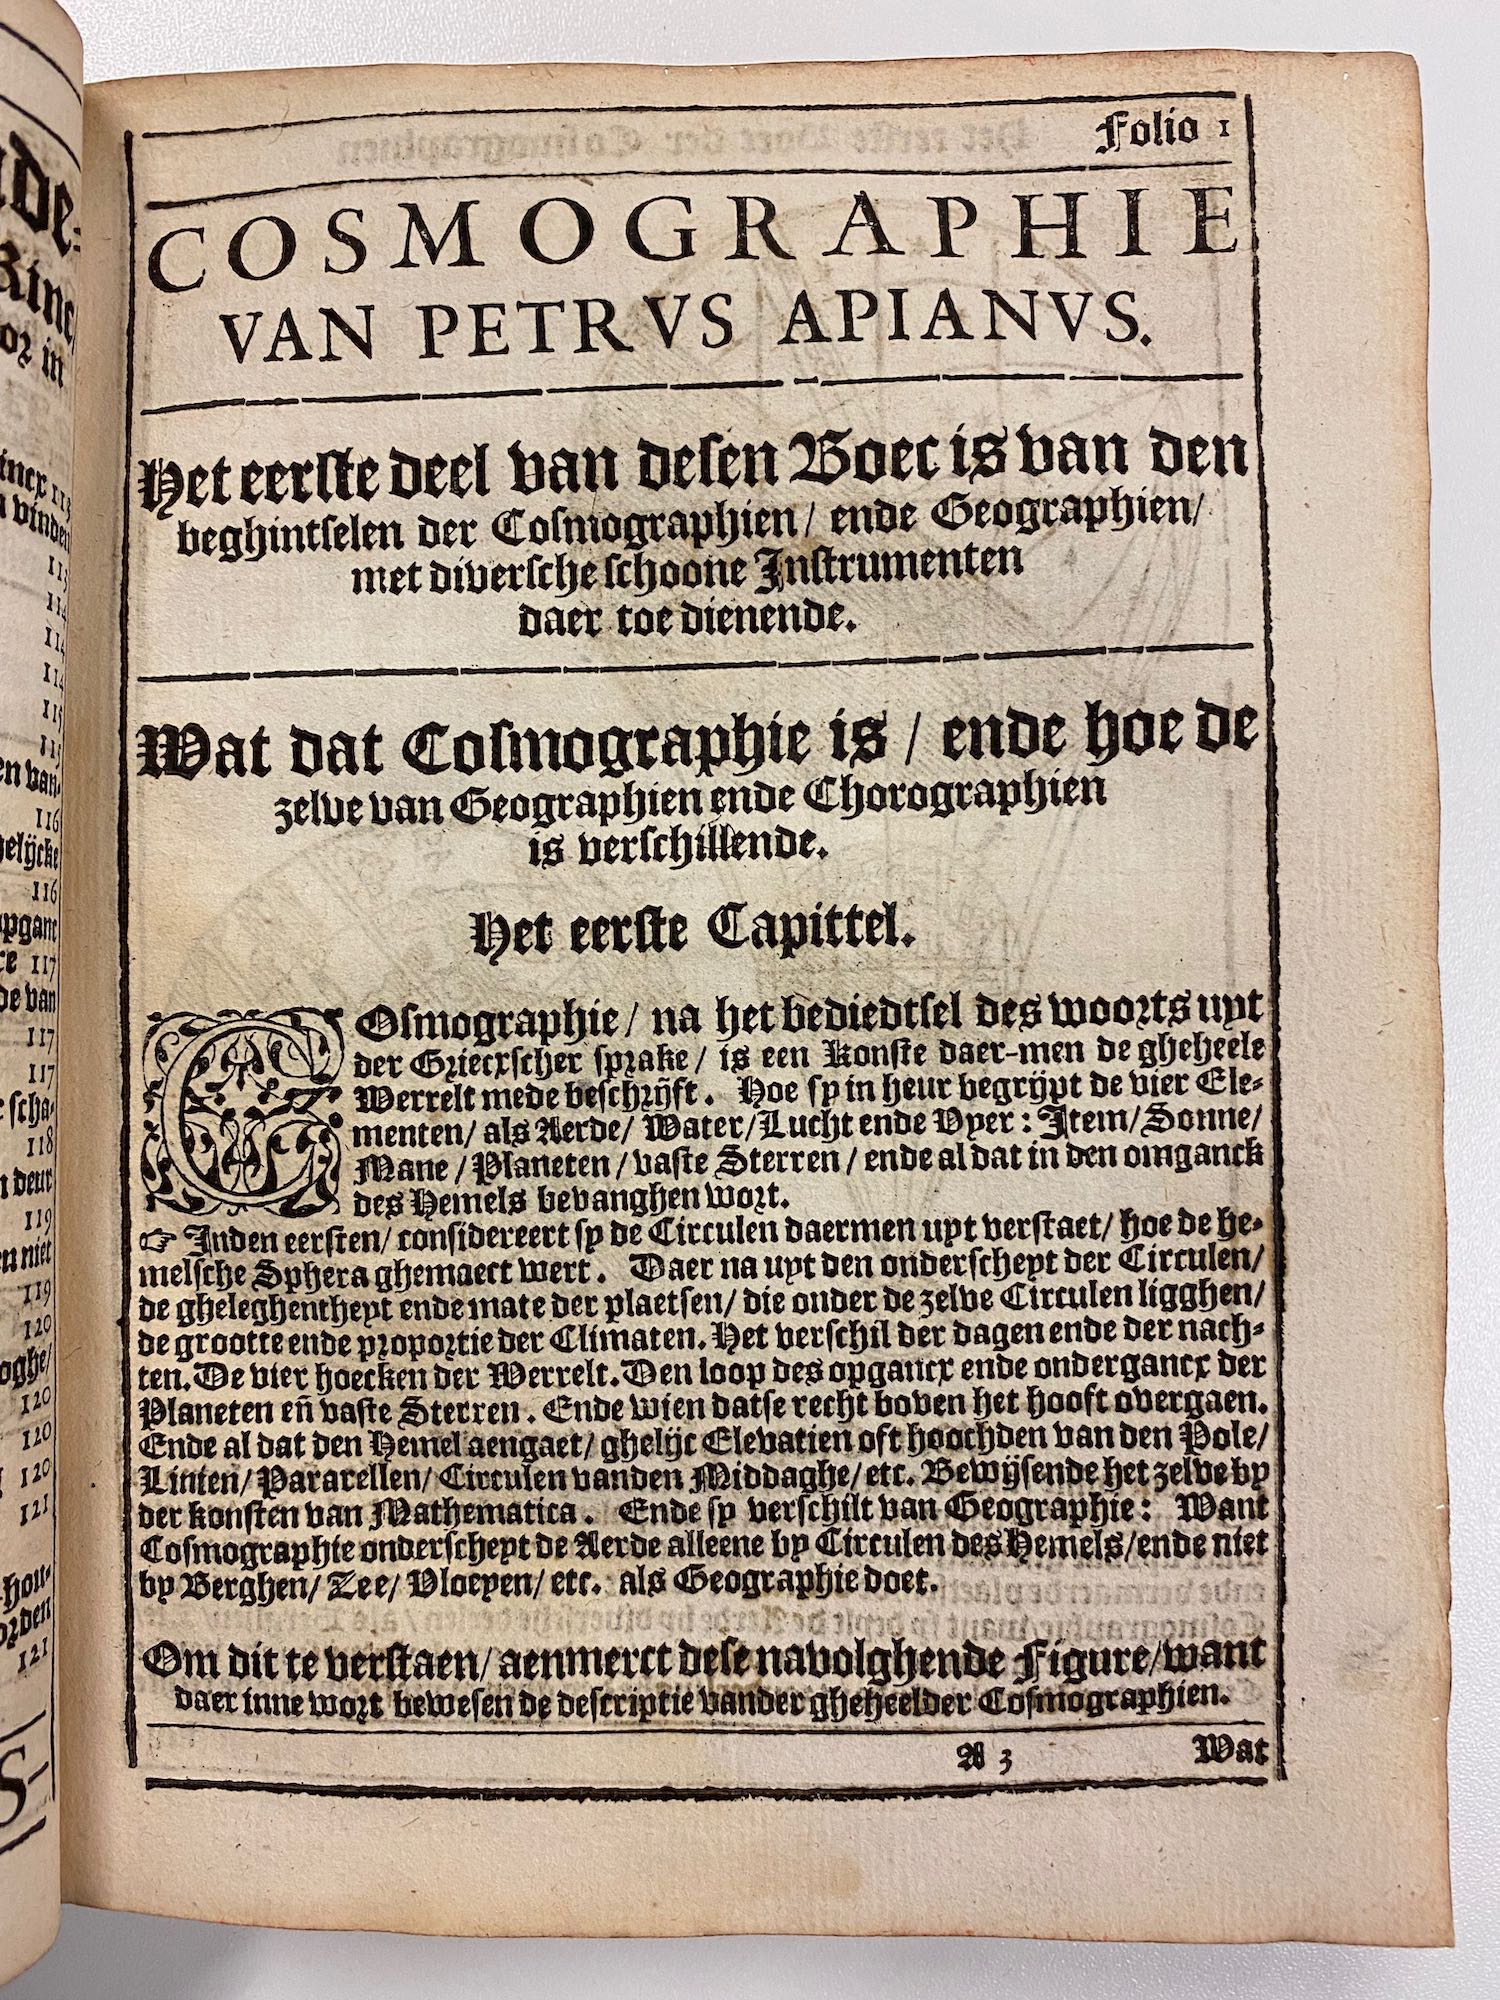 Folio 1
COSMOGRAPHIE
VAN PETRVS APIANVS.
Het eerste deel van desen Boec is van den
beghintselen der Cosmographien/ ende Geographien/
met diversche schoone Instrumenten
daer toe dienende.
Wat dat Cosmographie is / ende hoe de
zelve van Geographien ende Chorographien
is verschillende.
Het eerste Capittel.
COsmographie/ na het bediedtsel des woorts uyt
der Griecxscher sprake/ is een konste daer-men de gheheele
Werrelt mede beschrijft. Hoe sy in heur begrijpt de vier Ele-
menten/ als Aerde/ Water/ Lucht ende Vyer: Item/ Sonne/
Mane/ Planeten/ vaste Sterren/ ende al dat in den omganck
des Hemels bevanghen wort.
☞ Inden eersten/ considereert sy de Circulen daermen uyt verstaet/ hoe de he-
melsche Sphera ghemaect wert. Daer na uyt den onderscheyt der Circulen/
de gheleghentheyt ende mate der plaetsen/ die onder de zelve Circulen ligghen/
de grootte ende proportie der Climaten. Het verschil der dagen ende der nach-
ten. De vier hoecken der Werrelt. Den loop des opgancx ende ondergancx der
Planeten eñ vaste Sterren. Ende wien datse recht boven het hooft overgaen.
Ende al dat den Hemel aengaet/ ghelijc Elevatien oft hoochden van den Pole/
Linien/ Pararellen/ Circulen vanden Middaghe/ etc. Bewijsende het zelve by
der konsten van Mathematica. Ende sy verschilt van Geographie: Want
Cosmographie onderscheyt de Aerde alleene by Circulen des Hemels/ ende niet
by Berghen/ Zee/ Vloeyen/ etc. als Geographie doet.
Om dit te verstaen/ aenmerct dese navolghende Figure/ want
daer inne wort bewesen de descriptie vander gheheelder Cosmographien.
A 3 Wat